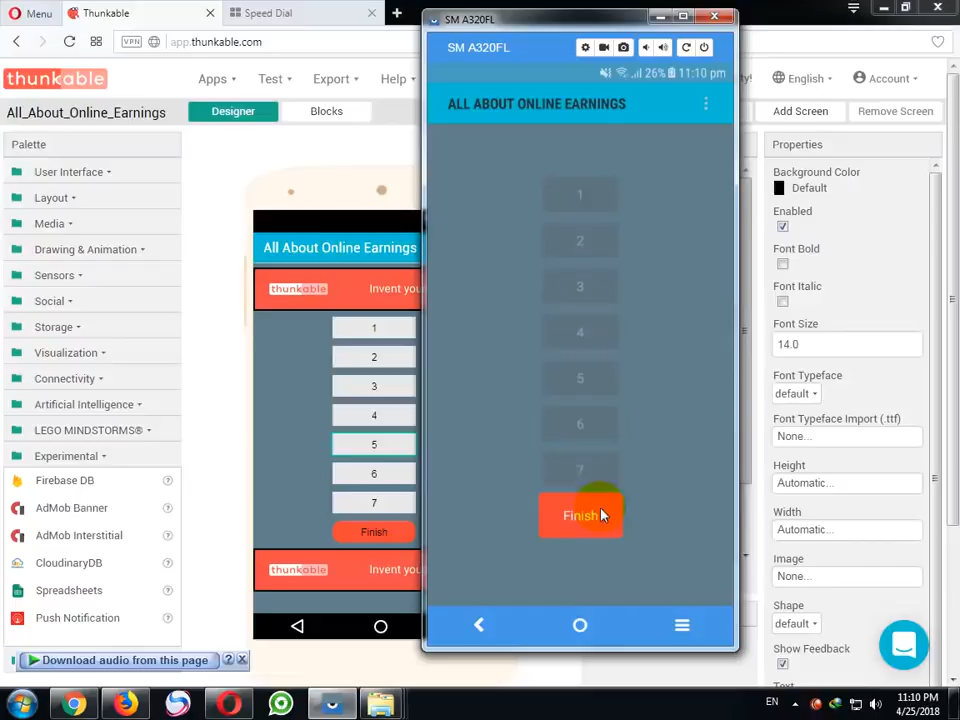 Menu
Thunkable
Speed Dial
VPN
app.thunkable.com
SM A320FL
SM A320FL
26% 11:10 pm
ALL ABOUT ONLINE EARNINGS
thunkable
Apps
Test
Export
Help
English
Account
All_About_Online_Earnings
Designer
Blocks
Add Screen
Remove Screen
Palette
User Interface
Layout
Media
Drawing & Animation
Sensors
Social
Storage
Visualization
Connectivity
Artificial Intelligence
LEGO MINDSTORMS®
Experimental
Firebase DB
AdMob Banner
AdMob Interstitial
CloudinaryDB
Spreadsheets
Push Notification
Download audio from this page
All About Online Earnings
thunkable Invent you
1
2
3
4
5
6
7
Finish
thunkable Invent you
1
2
3
4
5
6
7
Finish
Properties
Background Color
Default
Enabled
Font Bold
Font Italic
Font Size
14.0
Font Typeface
default
Font Typeface Import (.ttf)
None...
Height
Automatic...
Width
Automatic...
Image
None...
Shape
default
Show Feedback
Text
EN
11:10 PM
4/25/2018